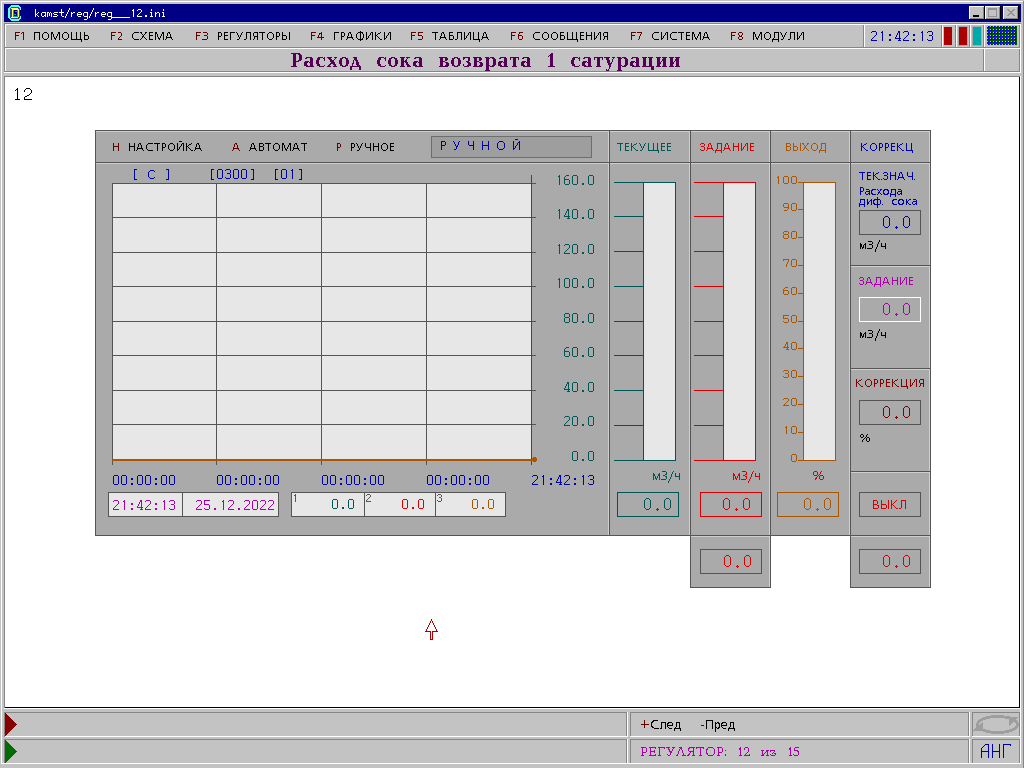 kamst/reg/reg___12.ini
F1 ПОМОЩЬ F2 СХЕМА F3 РЕГУЛЯТОРЫ F4 ГРАФИКИ F5 ТАБЛИЦА F6 СООБЩЕНИЯ F7 СИСТЕМА F8 МОДУЛИ 21:42:13
Расход сока возврата 1 сатурации
12
Н НАСТРОЙКА А АВТОМАТ Р РУЧНОЕ РУЧНОЙ ТЕКУЩЕЕ ЗАДАНИЕ ВЫХОД КОРРЕКЦ
[ C ] [0300] [01]
160.0
140.0
120.0
100.0
80.0
60.0
40.0
20.0
0.0
00:00:00 00:00:00 00:00:00 00:00:00 21:42:13
21:42:13 25.12.2022 1 0.0 2 0.0 3 0.0
м3/ч
0.0
м3/ч
0.0
0.0
100
90
80
70
60
50
40
30
20
10
0
%
0.0
ТЕК.ЗНАЧ.
Расхода
диф. сока
0.0
м3/ч
ЗАДАНИЕ
0.0
м3/ч
КОРРЕКЦИЯ
0.0
%
ВЫКЛ
0.0
+След -Пред
РЕГУЛЯТОР: 12 из 15
АНГ